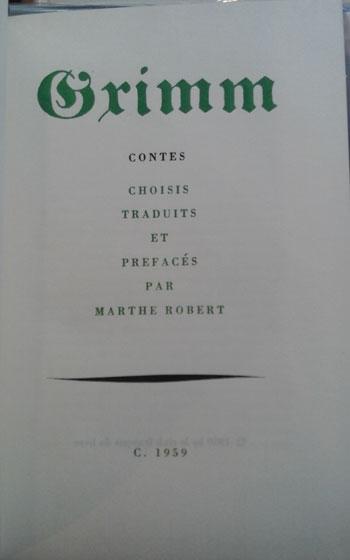 Grimm
CONTES
CHOISIS
TRADUITS
ET
PREFACÉS
PAR
MARTHE ROBERT
C. 1959